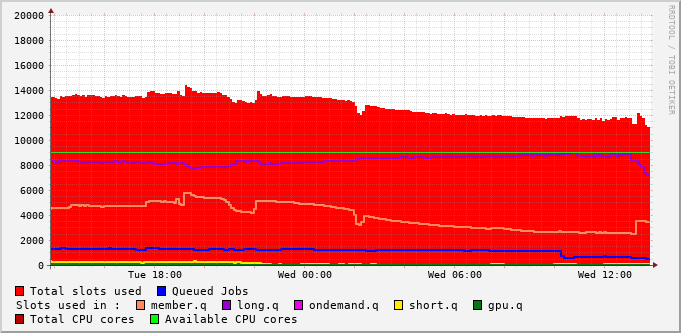 20000
18000
16000
14000
12000
10000
8000
6000
4000
2000
0
Tue 18:00 Wed 00:00 Wed 06:00 Wed 12:00
RRDTOOL / TOBI OETIKER
Total slots used Queued Jobs
Slots used in : member.q long.q ondemand.q short.q gpu.q
Total CPU cores Available CPU cores